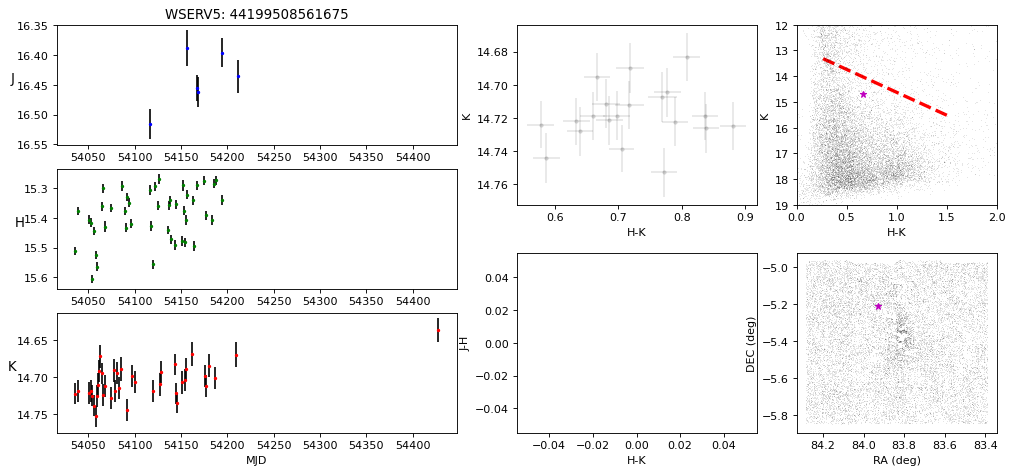 WSERV5: 44199508561675
J
16.35
16.40
16.45
16.50
16.55
54050 54100 54150 54200 54250 54300 54350 54400
H
15.3
15.4
15.5
15.6
54050 54100 54150 54200 54250 54300 54350 54400
K
14.65
14.70
14.75
54050 54100 54150 54200 54250 54300 54350 54400
MJD
K
14.68
14.70
14.72
14.74
14.76
0.6 0.7 0.8 0.9
H-K
J-H
0.04
0.02
0.00
−0.02
−0.04
−0.04 −0.02 0.00 0.02 0.04
H-K
K
12
13
14
15
16
17
18
19
0.0 0.5 1.0 1.5 2.0
H-K
DEC (deg)
−5.0
−5.2
−5.4
−5.6
−5.8
84.2 84.0 83.8 83.6 83.4
RA (deg)